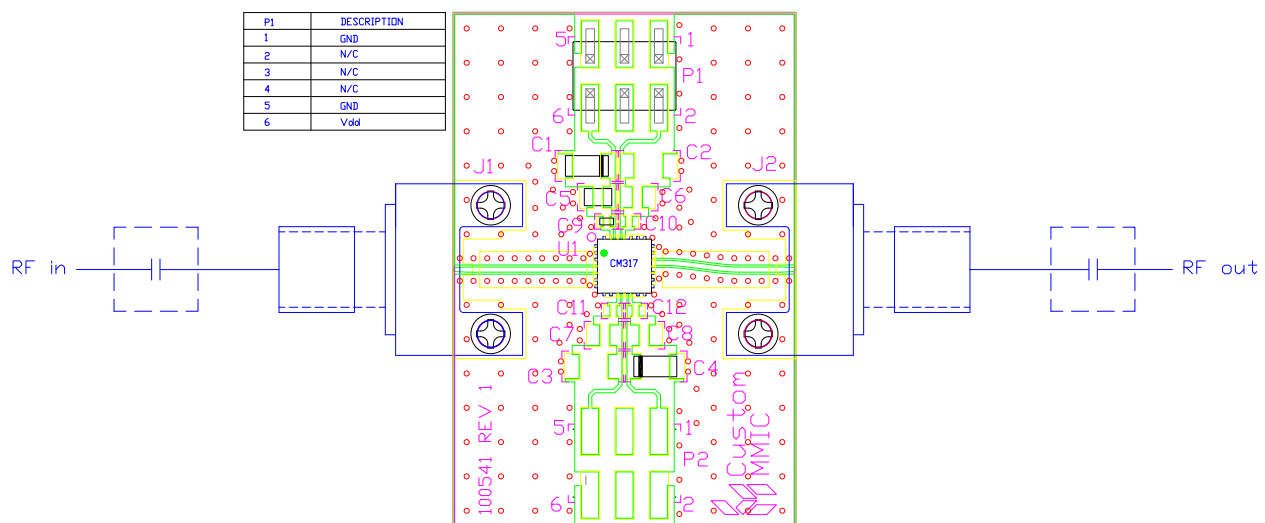 P1 DESCRIPTION
1 GND
2 N/C
3 N/C
4 N/C
5 GND
6 Vdd
5 1
P1
6 2
C1 C2
J1 J2
C5 C6
C9 C10
U1
CM317
RF in RF out
C11 C12
C7 C8
C3 C4
100541 REV 1
5 1
P2
6 2
Custom
MMIC